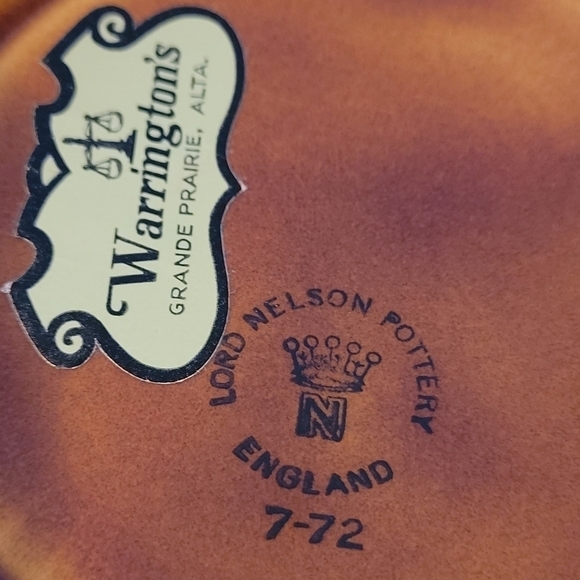 Warrington's
GRANDE PRAIRIE, ALTA.
LORD NELSON POTTERY
N
ENGLAND
7-72